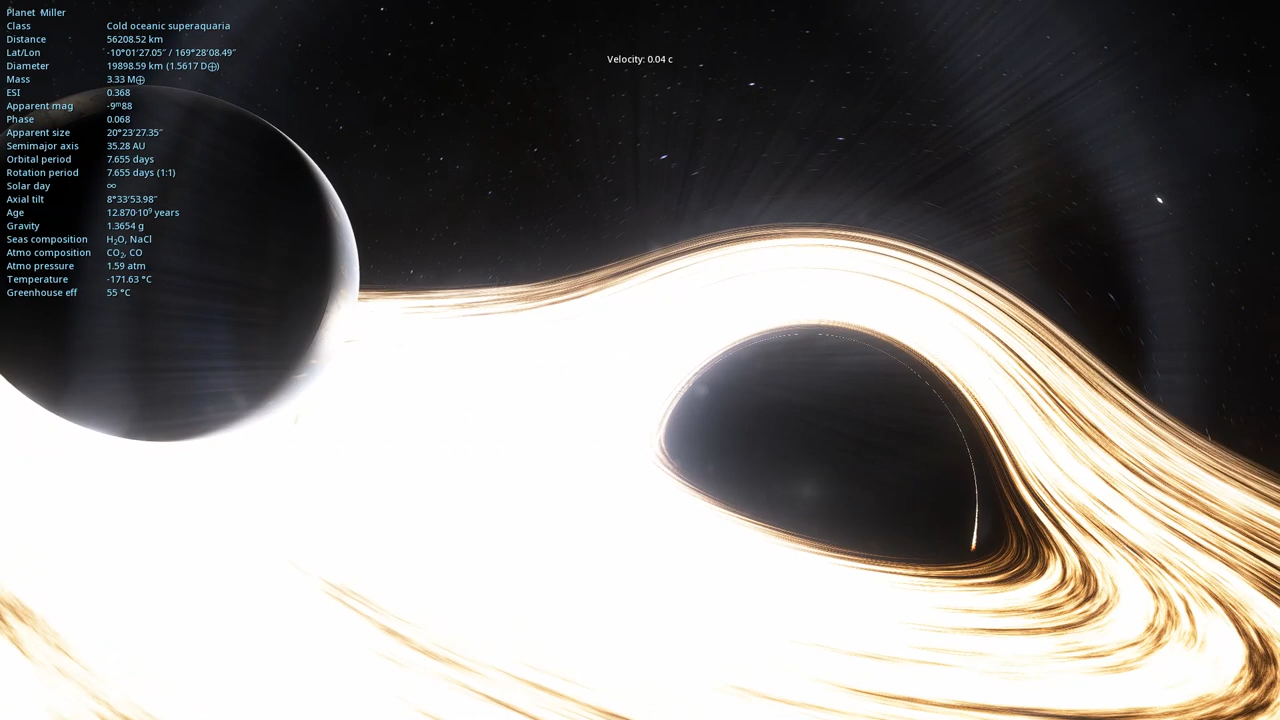 Planet Miller
Class Cold oceanic superaquaria
Distance 56208.52 km
Lat/Lon -10°01′27.05″ / 169°28′08.49″
Velocity: 0.04 c
Diameter 19898.59 km (1.5617 D⊕)
Mass 3.33 M⊕
ESI 0.368
Apparent mag -9ᵐ88
Phase 0.068
Apparent size 20°23′27.35″
Semimajor axis 35.28 AU
Orbital period 7.655 days
Rotation period 7.655 days (1:1)
Solar day ∞
Axial tilt 8°33′53.98″
Age 12.870·10⁹ years
Gravity 1.3654 g
Seas composition H₂O, NaCl
Atmo composition CO₂, CO
Atmo pressure 1.59 atm
Temperature -171.63 °C
Greenhouse eff 55 °C